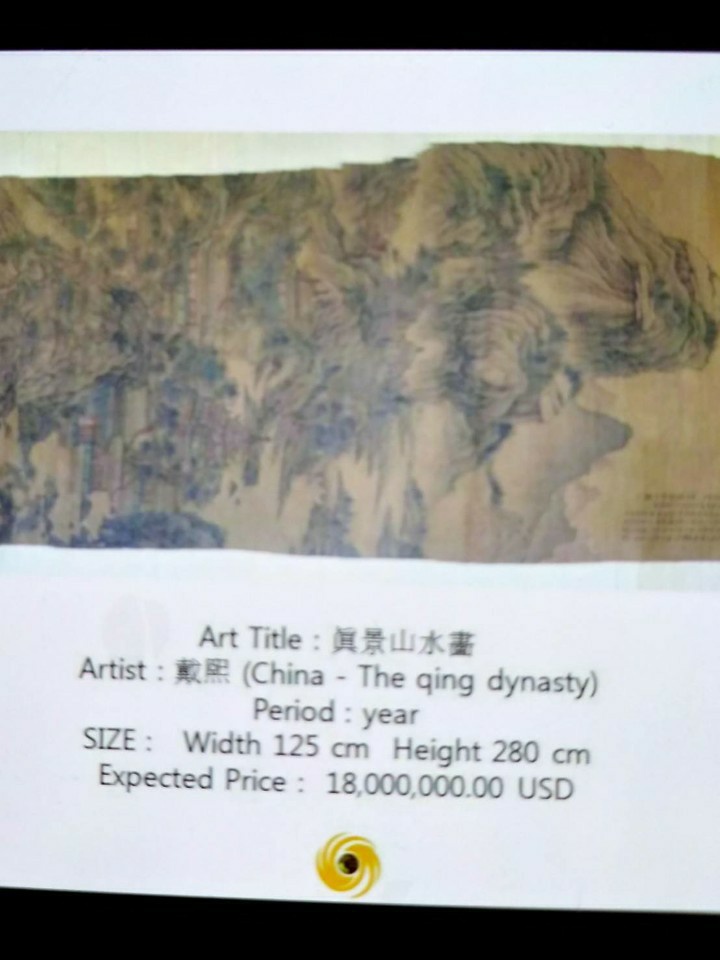 Art Title : 眞景山水畵
Artist : 戴熙 (China - The qing dynasty)
Period : year
SIZE : Width 125 cm Height 280 cm
Expected Price : 18,000,000.00 USD